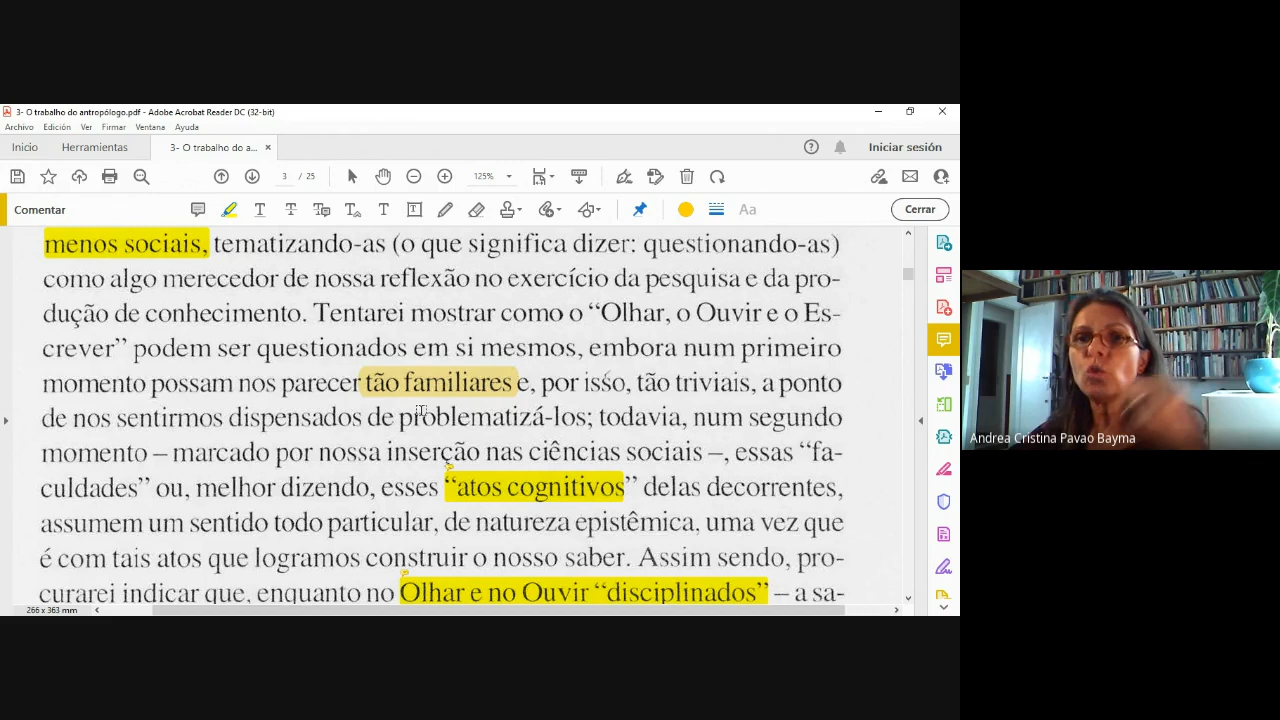 3- O trabalho do antropólogo.pdf - Adobe Acrobat Reader DC (32-bit)
Archivo Edición Ver Firmar Ventana Ayuda
Inicio Herramientas 3- O trabalho do a... × Iniciar sesión
3 / 25 125%
Comentar Aa Cerrar
menos sociais, tematizando-as (o que significa dizer: questionando-as)
como algo merecedor de nossa reflexão no exercício da pesquisa e da pro-
dução de conhecimento. Tentarei mostrar como o “Olhar, o Ouvir e o Es-
crever” podem ser questionados em si mesmos, embora num primeiro
momento possam nos parecer tão familiares e, por isso, tão triviais, a ponto
de nos sentirmos dispensados de problematizá-los; todavia, num segundo
momento – marcado por nossa inserção nas ciências sociais –, essas “fa-
culdades” ou, melhor dizendo, esses “atos cognitivos” delas decorrentes,
assumem um sentido todo particular, de natureza epistêmica, uma vez que
é com tais atos que logramos construir o nosso saber. Assim sendo, pro-
curarei indicar que, enquanto no Olhar e no Ouvir “disciplinados” – a sa-
266 x 363 mm
Andrea Cristina Pavao Bayma